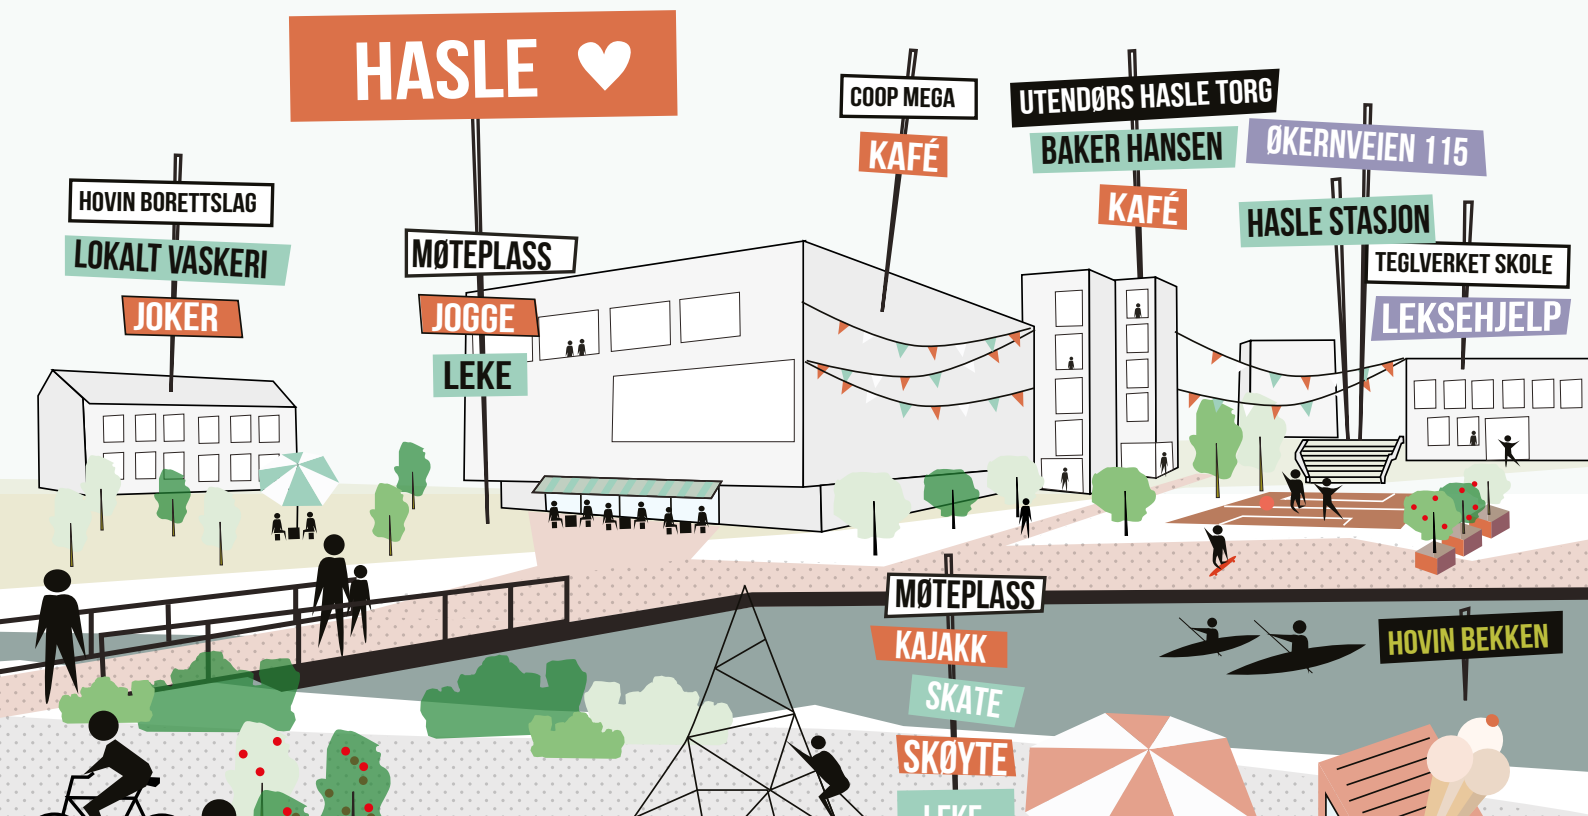 HASLE
COOP MEGA
KAFÉ
UTENDØRS HASLE TORG
BAKER HANSEN
KAFÉ
ØKERNVEIEN 115
HASLE STASJON
TEGLVERKET SKOLE
LEKSEHJELP
HOVIN BORETTSLAG
LOKALT VASKERI
JOKER
MØTEPLASS
JOGGE
LEKE
MØTEPLASS
KAJAKK
SKATE
SKØYTE
LEKE
HOVIN BEKKEN